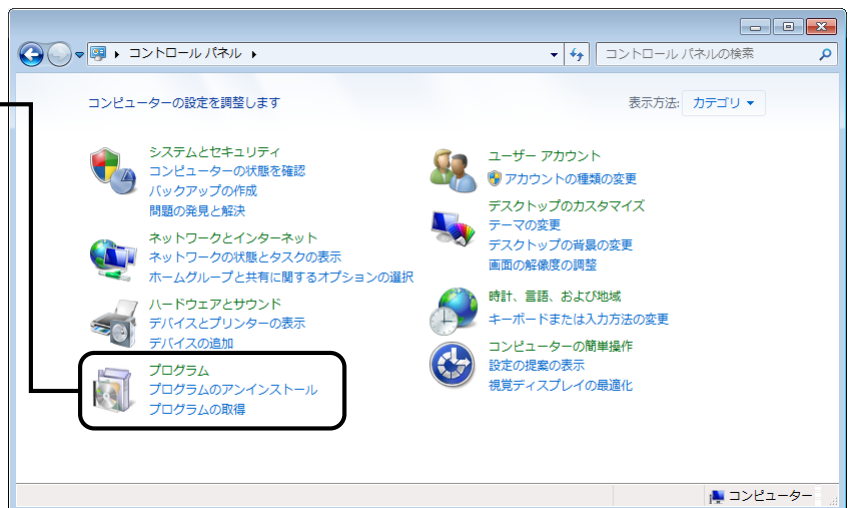 コントロール パネル
コントロール パネルの検索
コンピューターの設定を調整します
表示方法: カテゴリ
システムとセキュリティ
コンピューターの状態を確認
バックアップの作成
問題の発見と解決
ネットワークとインターネット
ネットワークの状態とタスクの表示
ホームグループと共有に関するオプションの選択
ハードウェアとサウンド
デバイスとプリンターの表示
デバイスの追加
プログラム
プログラムのアンインストール
プログラムの取得
ユーザー アカウント
アカウントの種類の変更
デスクトップのカスタマイズ
テーマの変更
デスクトップの背景の変更
画面の解像度の調整
時計、言語、および地域
キーボードまたは入力方法の変更
コンピューターの簡単操作
設定の提案の表示
視覚ディスプレイの最適化
コンピューター